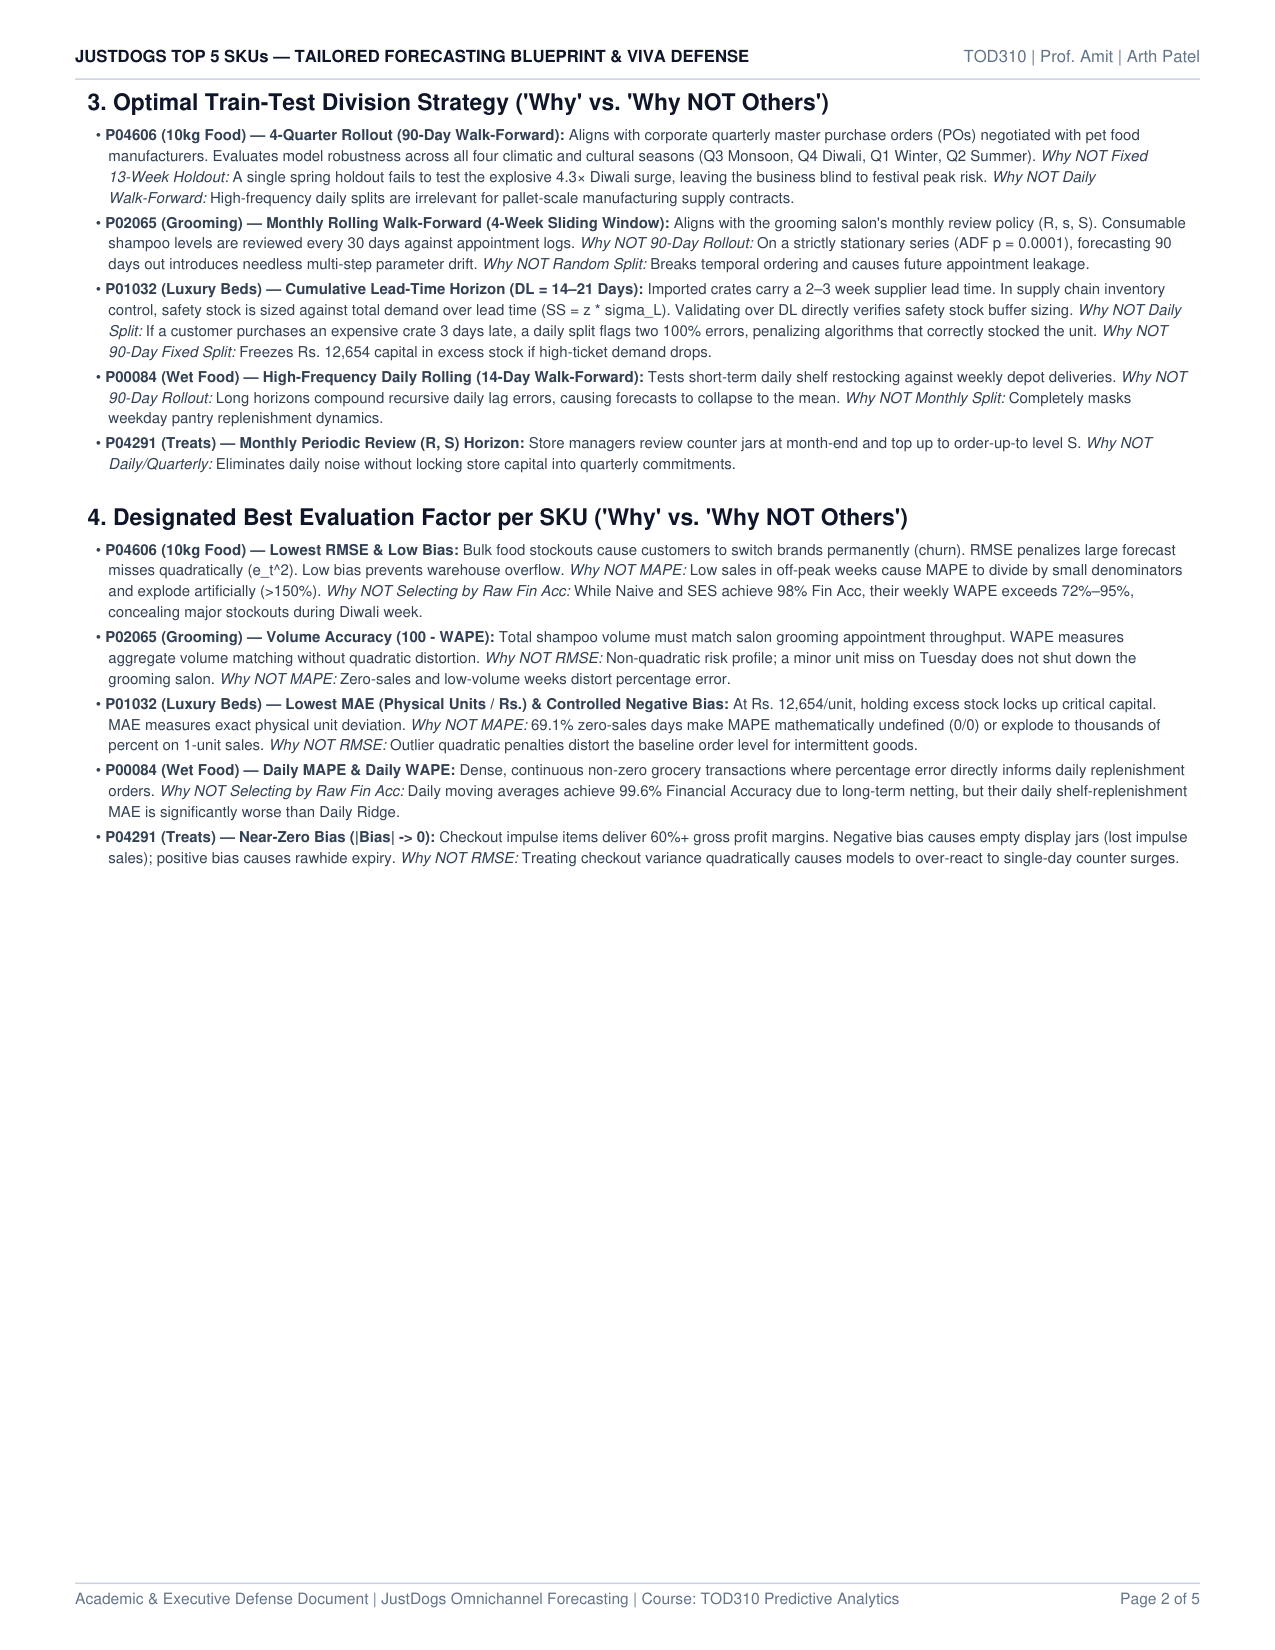 JUSTDOGS TOP 5 SKUs — TAILORED FORECASTING BLUEPRINT & VIVA DEFENSE
TOD310 | Prof. Amit | Arth Patel
3. Optimal Train-Test Division Strategy ('Why' vs. 'Why NOT Others')
• P04606 (10kg Food) — 4-Quarter Rollout (90-Day Walk-Forward): Aligns with corporate quarterly master purchase orders (POs) negotiated with pet food
manufacturers. Evaluates model robustness across all four climatic and cultural seasons (Q3 Monsoon, Q4 Diwali, Q1 Winter, Q2 Summer). Why NOT Fixed
13-Week Holdout: A single spring holdout fails to test the explosive 4.3× Diwali surge, leaving the business blind to festival peak risk. Why NOT Daily
Walk-Forward: High-frequency daily splits are irrelevant for pallet-scale manufacturing supply contracts.
• P02065 (Grooming) — Monthly Rolling Walk-Forward (4-Week Sliding Window): Aligns with the grooming salon's monthly review policy (R, s, S). Consumable
shampoo levels are reviewed every 30 days against appointment logs. Why NOT 90-Day Rollout: On a strictly stationary series (ADF p = 0.0001), forecasting 90
days out introduces needless multi-step parameter drift. Why NOT Random Split: Breaks temporal ordering and causes future appointment leakage.
• P01032 (Luxury Beds) — Cumulative Lead-Time Horizon (DL = 14–21 Days): Imported crates carry a 2–3 week supplier lead time. In supply chain inventory
control, safety stock is sized against total demand over lead time (SS = z * sigma_L). Validating over DL directly verifies safety stock buffer sizing. Why NOT Daily
Split: If a customer purchases an expensive crate 3 days late, a daily split flags two 100% errors, penalizing algorithms that correctly stocked the unit. Why NOT
90-Day Fixed Split: Freezes Rs. 12,654 capital in excess stock if high-ticket demand drops.
• P00084 (Wet Food) — High-Frequency Daily Rolling (14-Day Walk-Forward): Tests short-term daily shelf restocking against weekly depot deliveries. Why NOT
90-Day Rollout: Long horizons compound recursive daily lag errors, causing forecasts to collapse to the mean. Why NOT Monthly Split: Completely masks
weekday pantry replenishment dynamics.
• P04291 (Treats) — Monthly Periodic Review (R, S) Horizon: Store managers review counter jars at month-end and top up to order-up-to level S. Why NOT
Daily/Quarterly: Eliminates daily noise without locking store capital into quarterly commitments.
4. Designated Best Evaluation Factor per SKU ('Why' vs. 'Why NOT Others')
• P04606 (10kg Food) — Lowest RMSE & Low Bias: Bulk food stockouts cause customers to switch brands permanently (churn). RMSE penalizes large forecast
misses quadratically (e_t^2). Low bias prevents warehouse overflow. Why NOT MAPE: Low sales in off-peak weeks cause MAPE to divide by small denominators
and explode artificially (>150%). Why NOT Selecting by Raw Fin Acc: While Naive and SES achieve 98% Fin Acc, their weekly WAPE exceeds 72%–95%,
concealing major stockouts during Diwali week.
• P02065 (Grooming) — Volume Accuracy (100 - WAPE): Total shampoo volume must match salon grooming appointment throughput. WAPE measures
aggregate volume matching without quadratic distortion. Why NOT RMSE: Non-quadratic risk profile; a minor unit miss on Tuesday does not shut down the
grooming salon. Why NOT MAPE: Zero-sales and low-volume weeks distort percentage error.
• P01032 (Luxury Beds) — Lowest MAE (Physical Units / Rs.) & Controlled Negative Bias: At Rs. 12,654/unit, holding excess stock locks up critical capital.
MAE measures exact physical unit deviation. Why NOT MAPE: 69.1% zero-sales days make MAPE mathematically undefined (0/0) or explode to thousands of
percent on 1-unit sales. Why NOT RMSE: Outlier quadratic penalties distort the baseline order level for intermittent goods.
• P00084 (Wet Food) — Daily MAPE & Daily WAPE: Dense, continuous non-zero grocery transactions where percentage error directly informs daily replenishment
orders. Why NOT Selecting by Raw Fin Acc: Daily moving averages achieve 99.6% Financial Accuracy due to long-term netting, but their daily shelf-replenishment
MAE is significantly worse than Daily Ridge.
• P04291 (Treats) — Near-Zero Bias (|Bias| -> 0): Checkout impulse items deliver 60%+ gross profit margins. Negative bias causes empty display jars (lost impulse
sales); positive bias causes rawhide expiry. Why NOT RMSE: Treating checkout variance quadratically causes models to over-react to single-day counter surges.
Academic & Executive Defense Document | JustDogs Omnichannel Forecasting | Course: TOD310 Predictive Analytics
Page 2 of 5